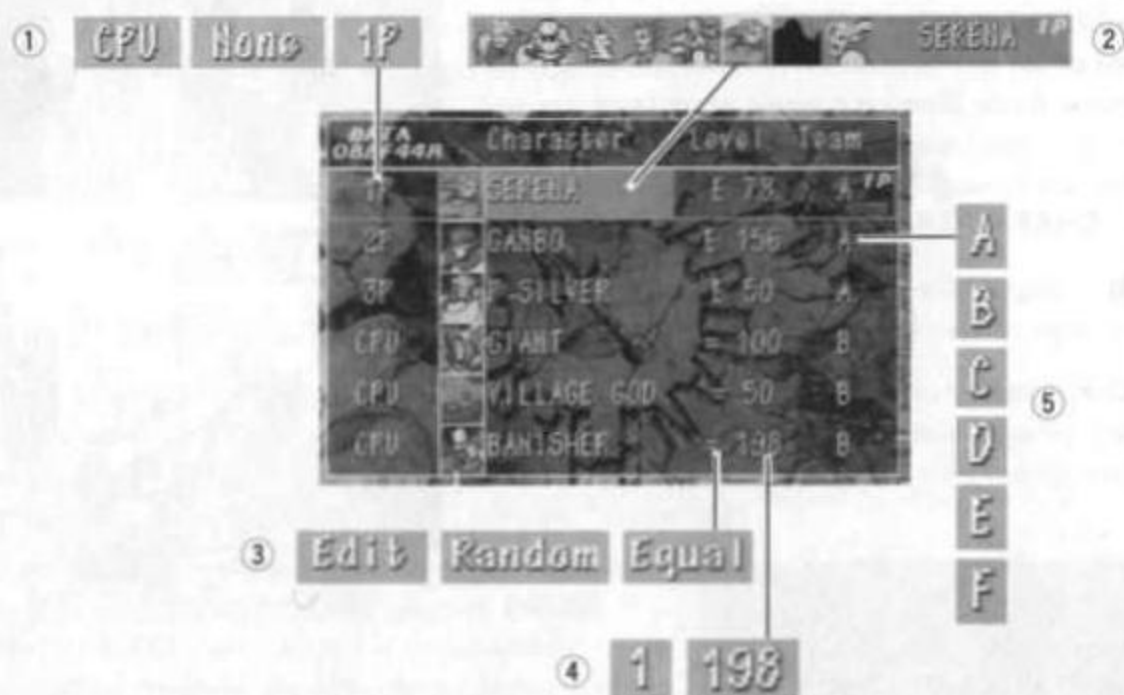 ① CPU None 1P
SERENA 1P ②
Character Level Team
1P SERENA E 78 A 1P
2P GAMBO E 156 A
3P P-SILVER E 50 A
CPU GIANT = 100 B
CPU VILLAGE GOD = 50 B
CPU BANISHER = 198 B
A
B
C
D
E
F
⑤
③ Edit Random Equal
④ 1 198